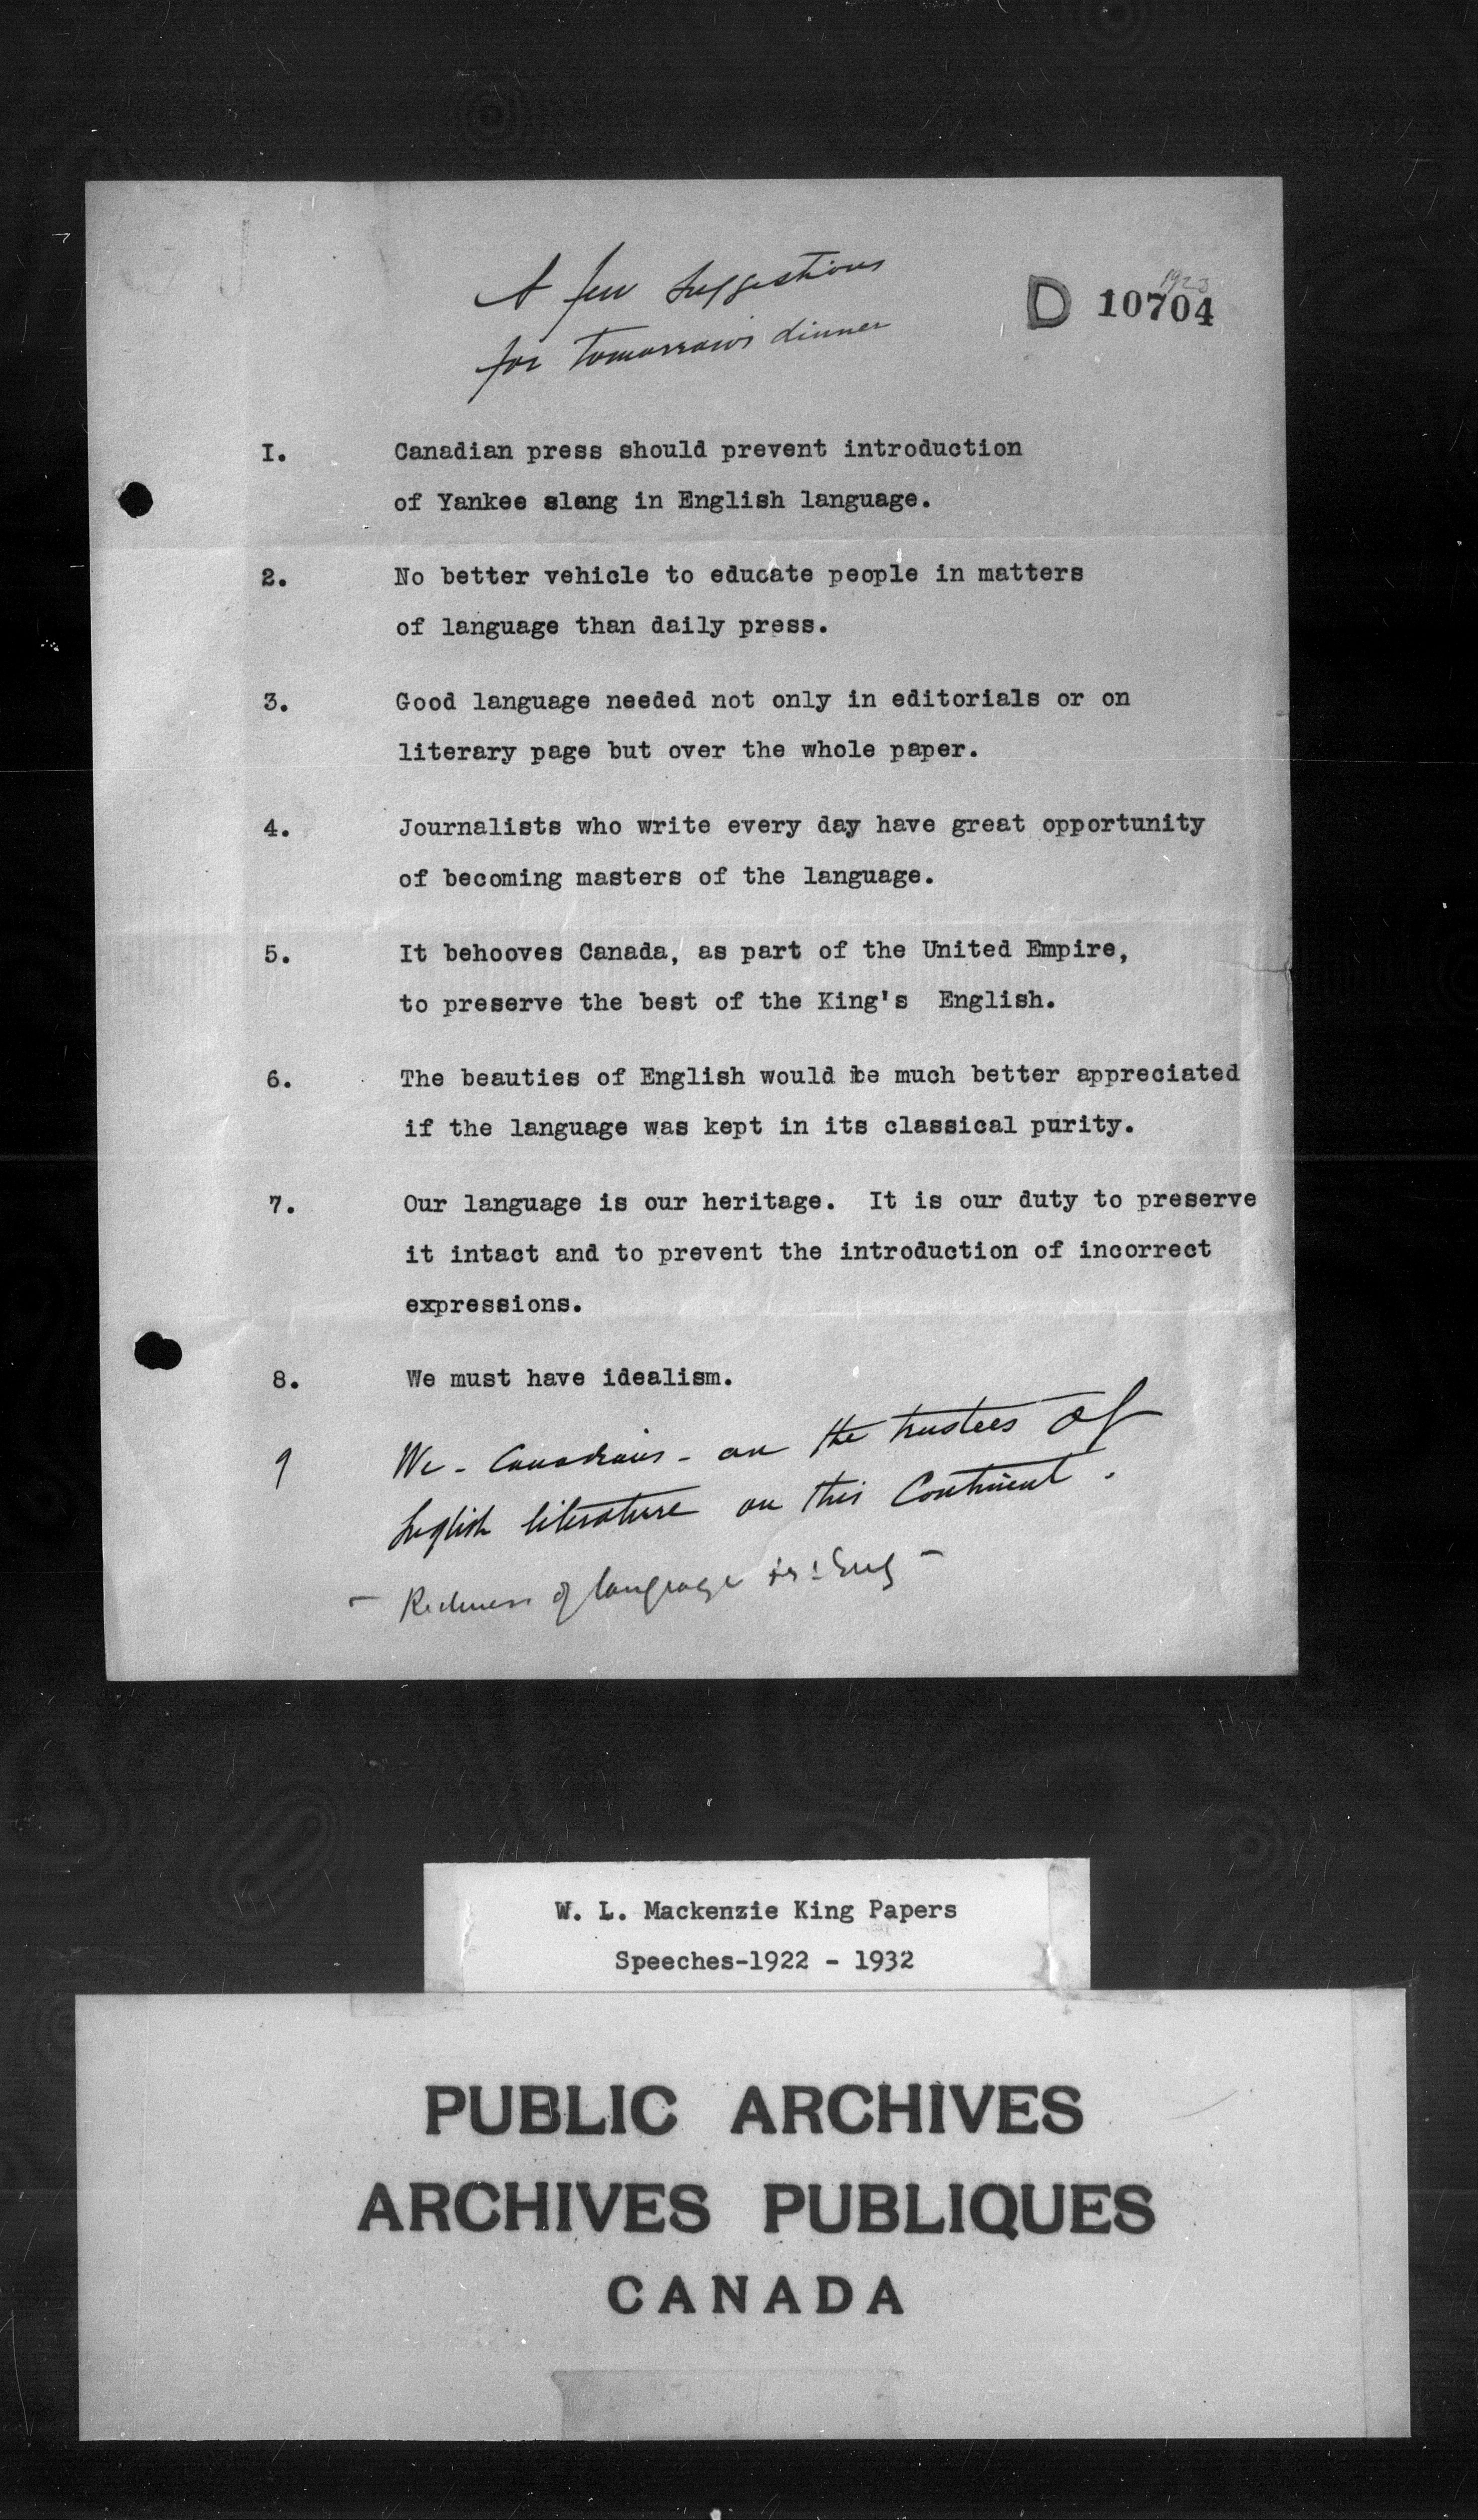 A few suggestions
for tomorrow's dinner
1923
D 10704
I. Canadian press should prevent introduction
of Yankee slang in English language.
2. No better vehicle to educate people in matters
of language than daily press.
3. Good language needed not only in editorials or on
literary page but over the whole paper.
4. Journalists who write every day have great opportunity
of becoming masters of the language.
5. It behooves Canada, as part of the United Empire,
to preserve the best of the King's English.
6. The beauties of English would be much better appreciated
if the language was kept in its classical purity.
7. Our language is our heritage. It is our duty to preserve
it intact and to prevent the introduction of incorrect
expressions.
8. We must have idealism.
9 We - Canadians - are the trustees of
English literature on this Continent.
- Richness of language Eng -
W. L. Mackenzie King Papers
Speeches-1922 - 1932
PUBLIC ARCHIVES
ARCHIVES PUBLIQUES
CANADA